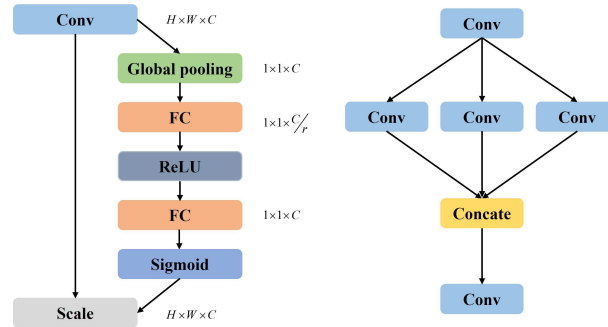 Conv
H×W×C
Global pooling
1×1×C
FC
1×1×C/r
ReLU
FC
1×1×C
Sigmoid
Scale
H×W×C
Conv
Conv Conv Conv
Concate
Conv